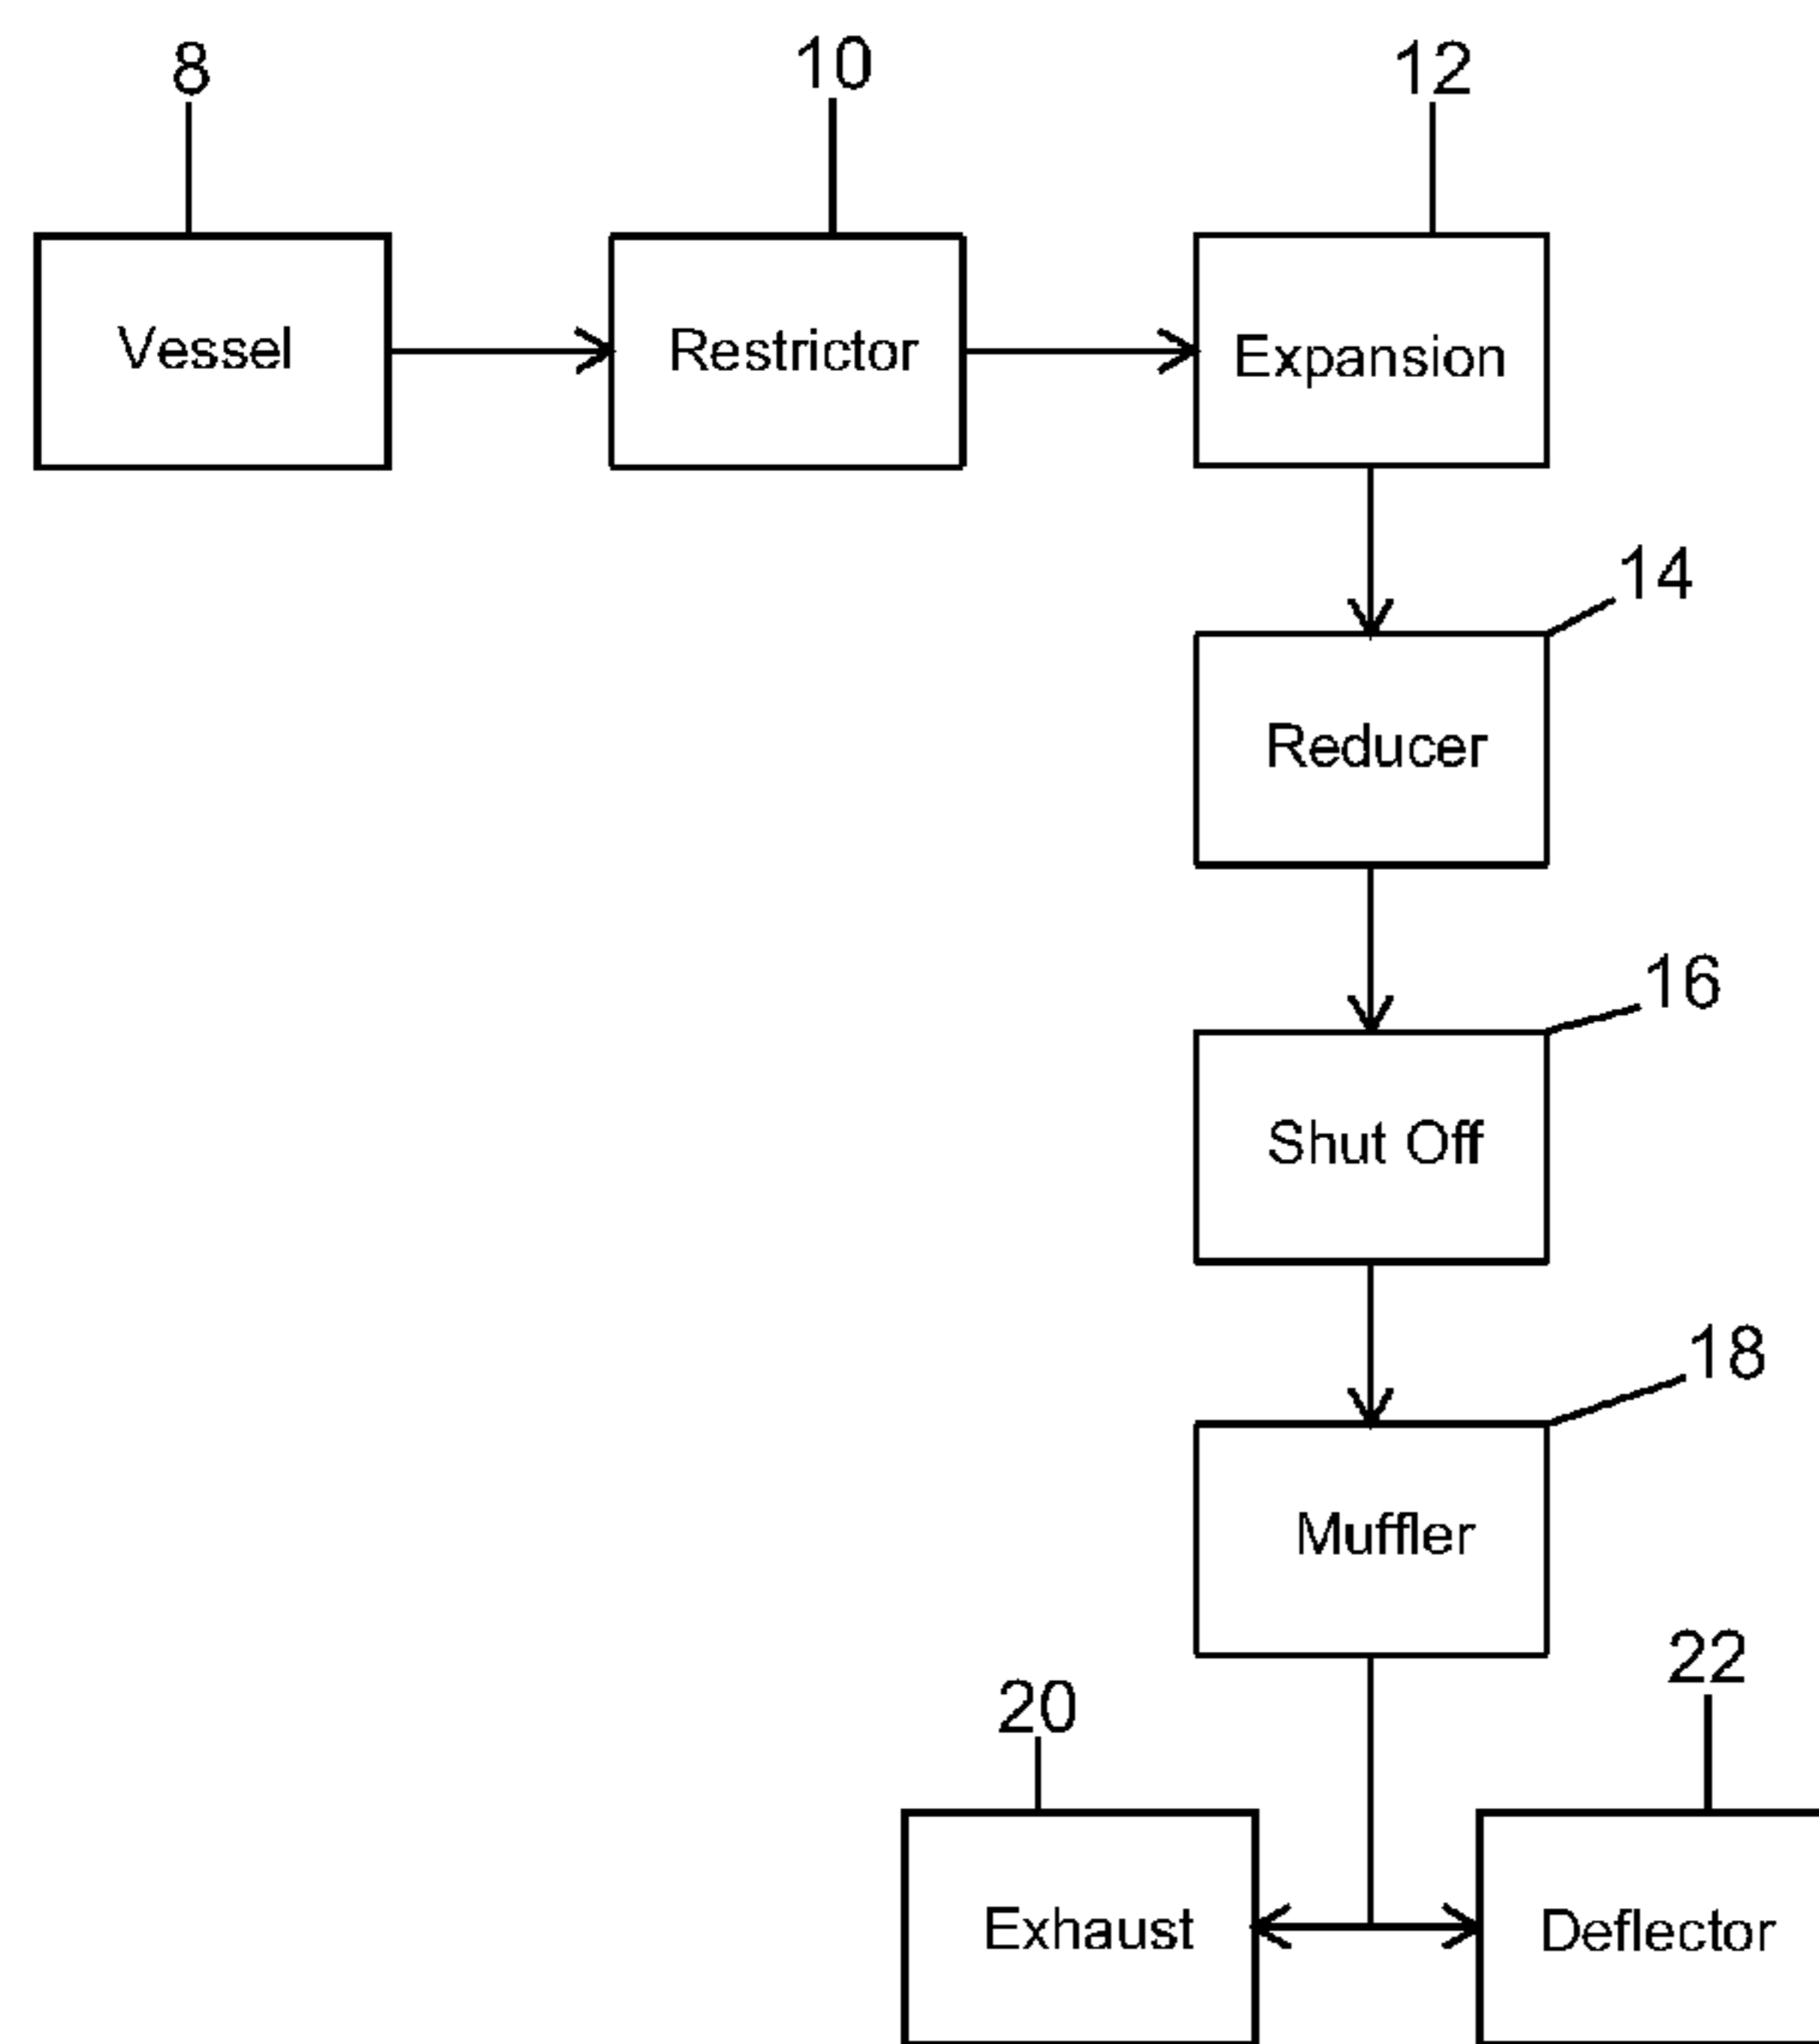 8
10
12
Vessel
Restrictor
Expansion
14
Reducer
16
Shut Off
18
Muffler
22
20
Exhaust
Deflector